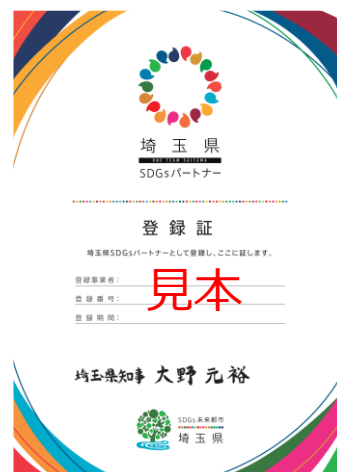 埼玉県
ONE TEAM SAITAMA
SDGsパートナー
登録証
埼玉県SDGsパートナーとして登録し、ここに証します。
登録事業者：
見本
登録番号：
登録期間：
埼玉県知事 大野元裕
SDGs未来都市
埼玉県